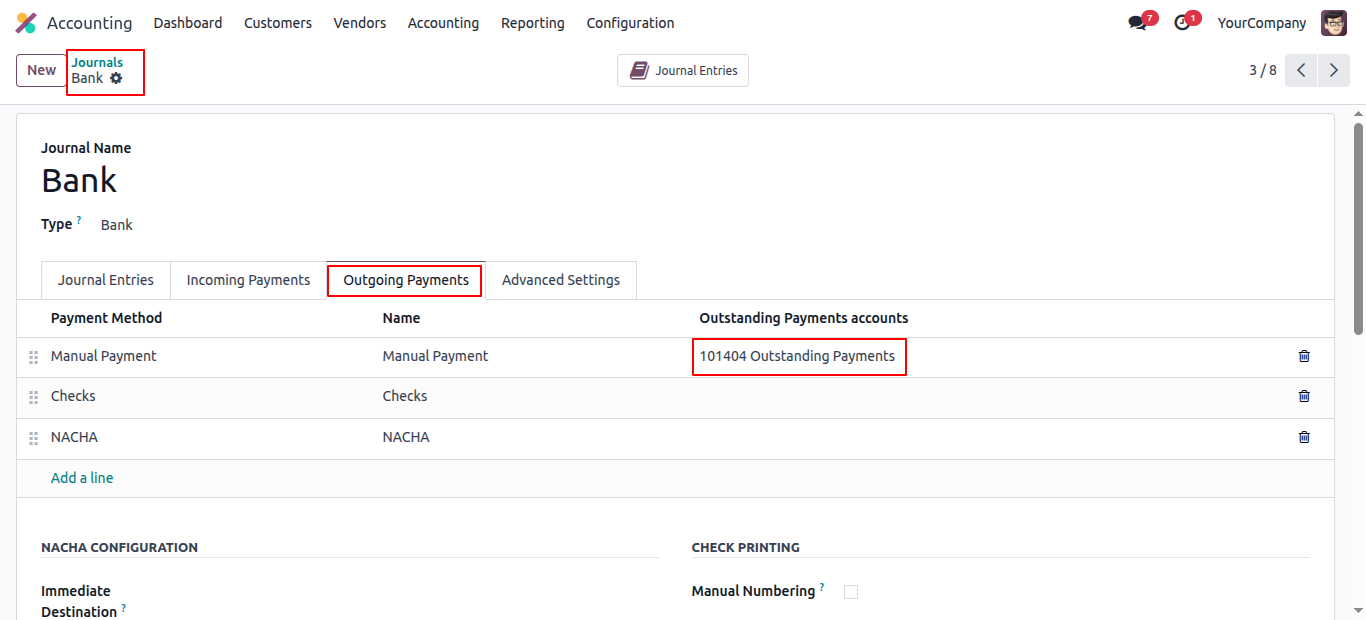 Accounting Dashboard Customers Vendors Accounting Reporting Configuration 7 1 YourCompany
New Journals Journal Entries 3 / 8
Bank
Journal Name
Bank
Type ? Bank
Journal Entries Incoming Payments Outgoing Payments Advanced Settings
Payment Method Name Outstanding Payments accounts
Manual Payment Manual Payment 101404 Outstanding Payments
Checks Checks
NACHA NACHA
Add a line
NACHA CONFIGURATION CHECK PRINTING
Immediate Manual Numbering ?
Destination ?